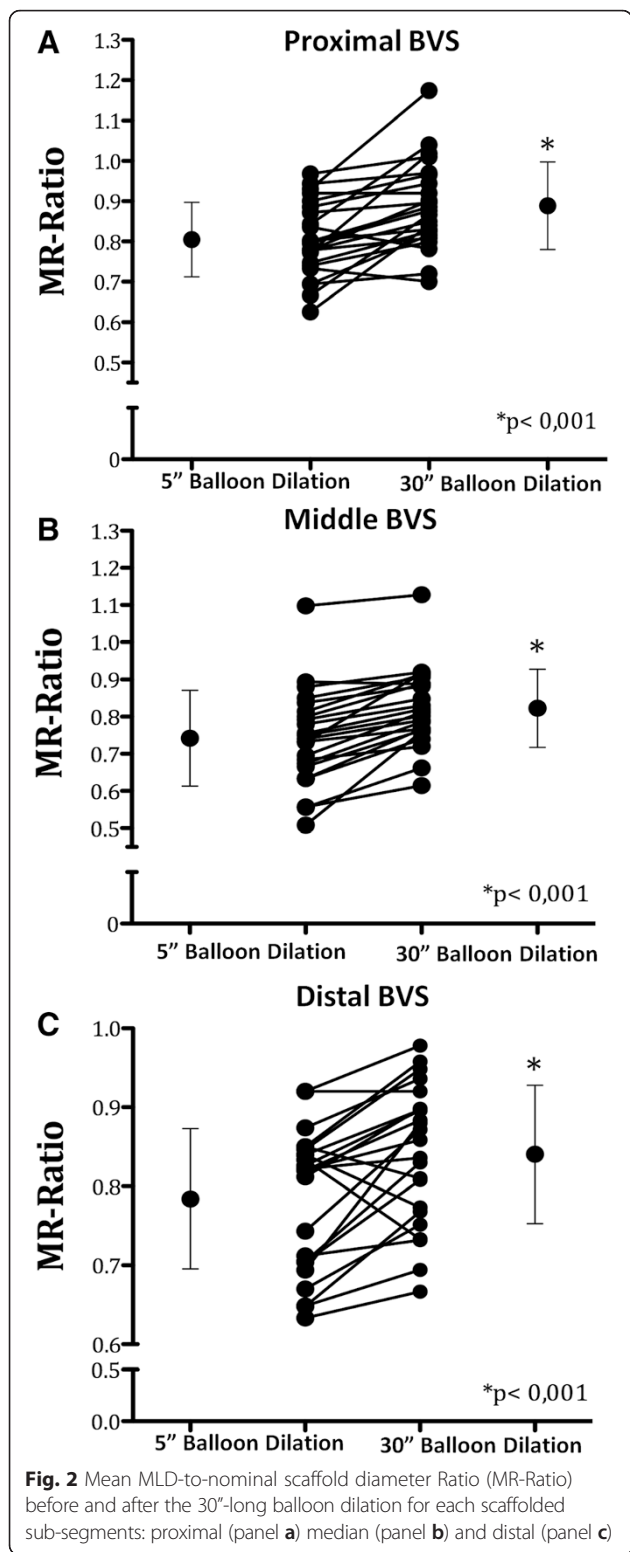 A
Proximal BVS
1.3
1.2
1.1
1.0
0.9
0.8
0.7
0.6
0.5
0
MR-Ratio
*
*p< 0,001
5” Balloon Dilation
30” Balloon Dilation
B
Middle BVS
1.3
1.2
1.1
1.0
0.9
0.8
0.7
0.6
0.5
0
MR-Ratio
*
*p< 0,001
5” Balloon Dilation
30” Balloon Dilation
C
Distal BVS
1.0
0.9
0.8
0.7
0.6
0.5
0.0
MR-Ratio
*
*p< 0,001
5” Balloon Dilation
30” Balloon Dilation
Fig. 2 Mean MLD-to-nominal scaffold diameter Ratio (MR-Ratio)
before and after the 30”-long balloon dilation for each scaffolded
sub-segments: proximal (panel a) median (panel b) and distal (panel c)